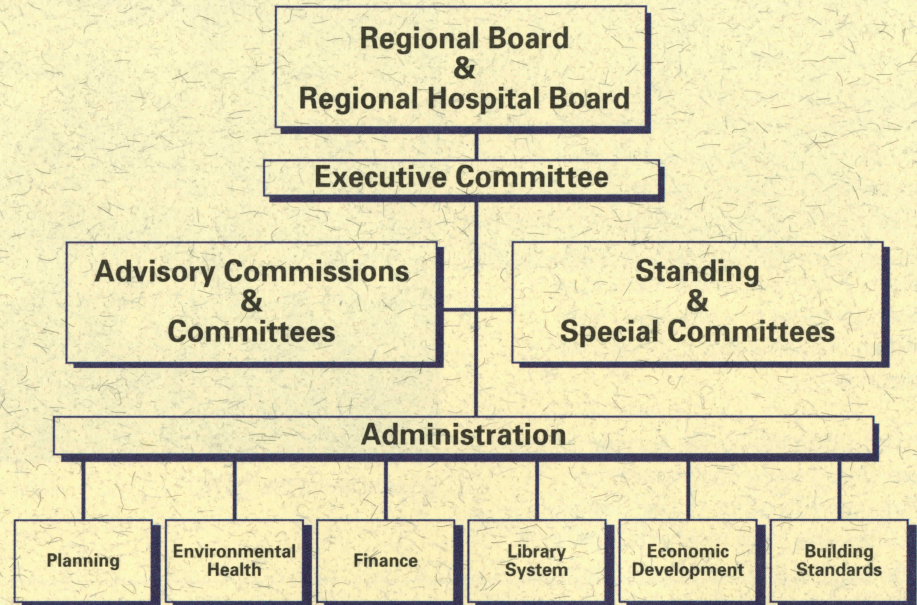 Regional Board
&
Regional Hospital Board
Executive Committee
Advisory Commissions
&
Committees
Standing
&
Special Committees
Administration
Planning
Environmental
Health
Finance
Library
System
Economic
Development
Building
Standards